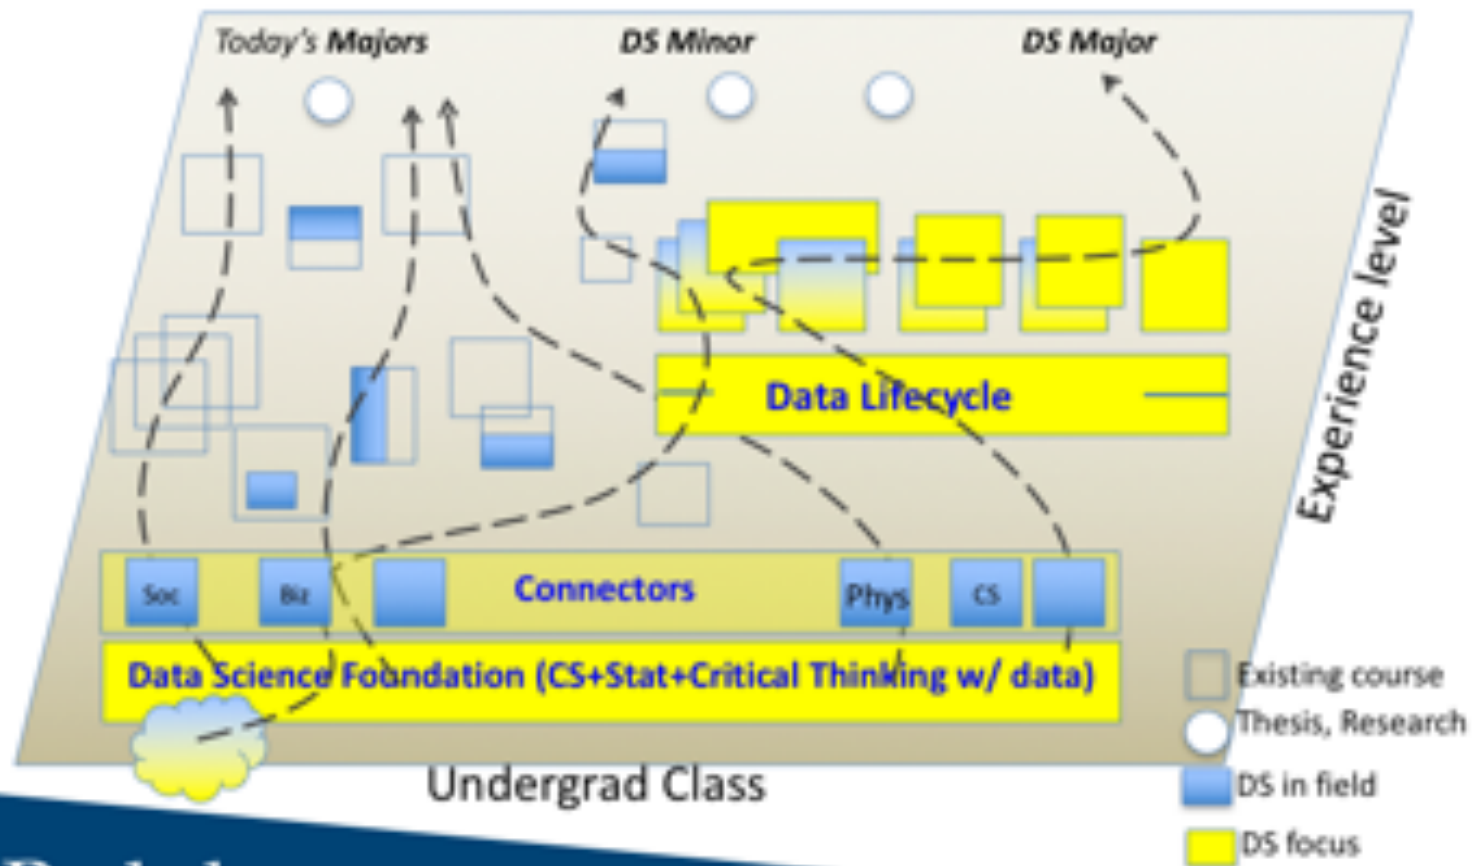 Today's Majors
DS Minor
DS Major
Experience level
Data Lifecycle
Soc
Biz
Connectors
Phys
CS
Data Science Foundation (CS+Stat+Critical Thinking w/ data)
Undergrad Class
Existing course
Thesis, Research
DS in field
DS focus